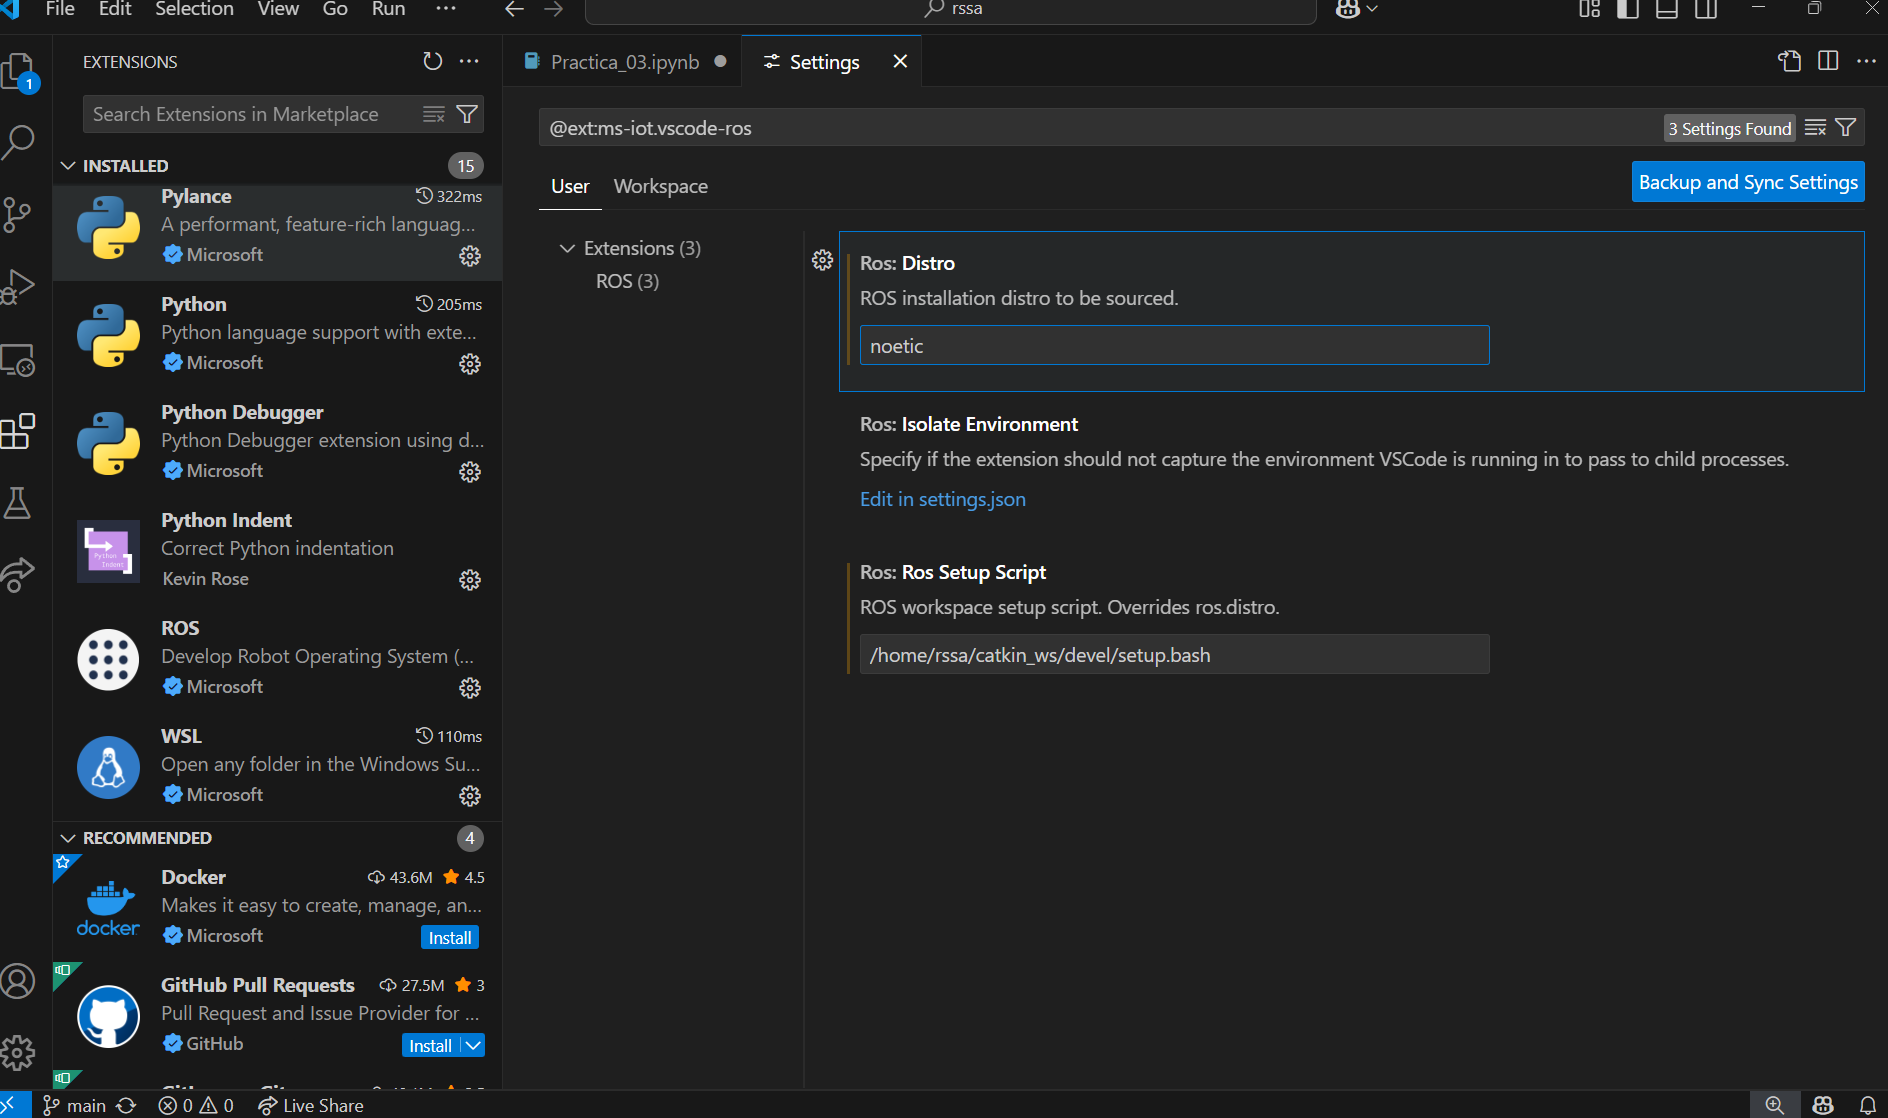 File Edit Selection View Go Run ···
rssa
EXTENSIONS
Search Extensions in Marketplace
INSTALLED 15
Pylance 322ms
A performant, feature-rich languag...
Microsoft
Python 205ms
Python language support with exte...
Microsoft
Python Debugger
Python Debugger extension using d...
Microsoft
Python Indent
Correct Python indentation
Kevin Rose
ROS
Develop Robot Operating System (...
Microsoft
WSL 110ms
Open any folder in the Windows Su...
Microsoft
RECOMMENDED 4
Docker 43.6M 4.5
Makes it easy to create, manage, an...
docker
Microsoft
Install
GitHub Pull Requests 27.5M 3
Pull Request and Issue Provider for ...
GitHub
Install
Practica_03.ipynb
Settings
@ext:ms-iot.vscode-ros
3 Settings Found
User Workspace
Backup and Sync Settings
Extensions (3)
ROS (3)
Ros: Distro
ROS installation distro to be sourced.
noetic
Ros: Isolate Environment
Specify if the extension should not capture the environment VSCode is running in to pass to child processes.
Edit in settings.json
Ros: Ros Setup Script
ROS workspace setup script. Overrides ros.distro.
/home/rssa/catkin_ws/devel/setup.bash
1
main 0 0 Live Share